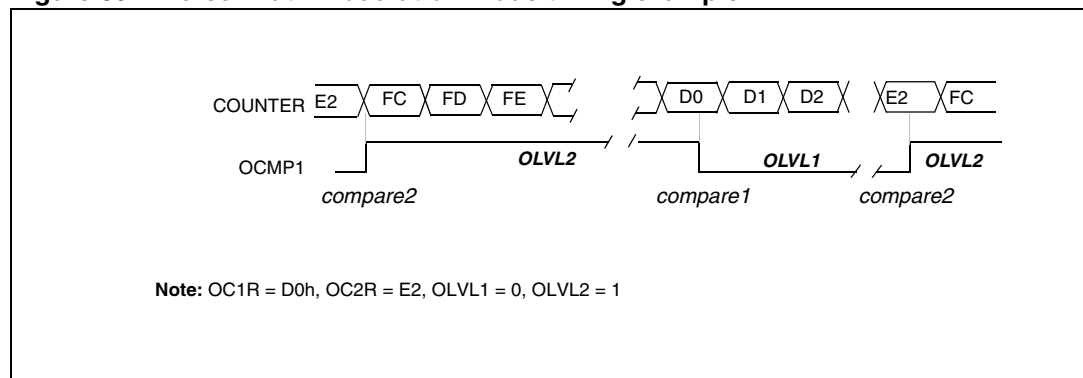 COUNTER E2 FC FD FE D0 D1 D2 E2 FC
OCMP1 OLVL2 OLVL1 OLVL2
compare2 compare1 compare2
Note: OC1R = D0h, OC2R = E2, OLVL1 = 0, OLVL2 = 1